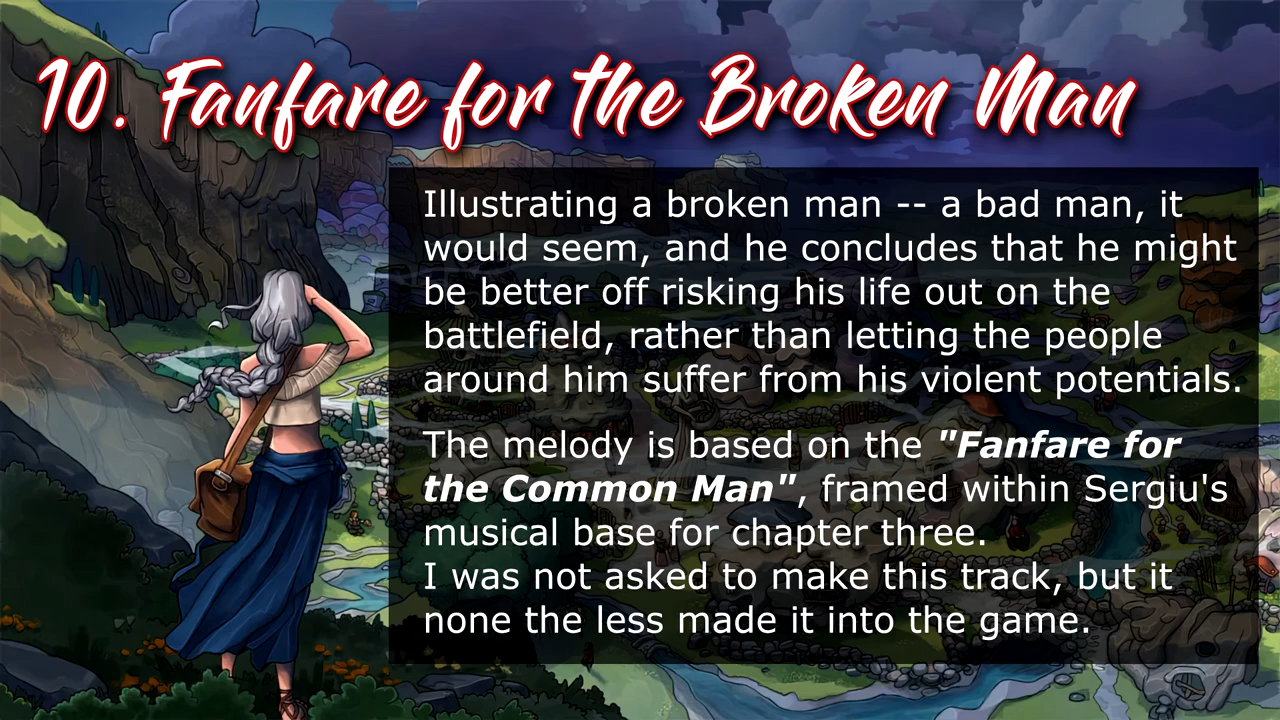 10. Fanfare for the Broken Man
Illustrating a broken man -- a bad man, it
would seem, and he concludes that he might
be better off risking his life out on the
battlefield, rather than letting the people
around him suffer from his violent potentials.
The melody is based on the "Fanfare for
the Common Man", framed within Sergiu's
musical base for chapter three.
I was not asked to make this track, but it
none the less made it into the game.